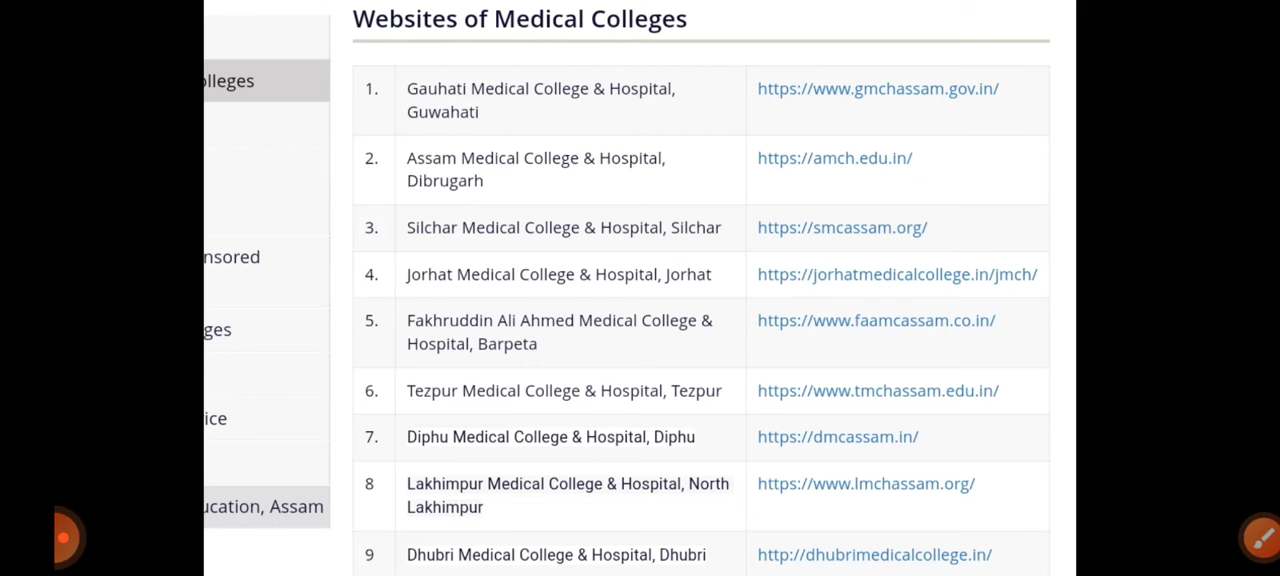 Websites of Medical Colleges
olleges
nsored
ges
ice
ucation, Assam
1. Gauhati Medical College & Hospital, https://www.gmchassam.gov.in/
Guwahati
2. Assam Medical College & Hospital, https://amch.edu.in/
Dibrugarh
3. Silchar Medical College & Hospital, Silchar https://smcassam.org/
4. Jorhat Medical College & Hospital, Jorhat https://jorhatmedicalcollege.in/jmch/
5. Fakhruddin Ali Ahmed Medical College & https://www.faamcassam.co.in/
Hospital, Barpeta
6. Tezpur Medical College & Hospital, Tezpur https://www.tmchassam.edu.in/
7. Diphu Medical College & Hospital, Diphu https://dmcassam.in/
8 Lakhimpur Medical College & Hospital, North https://www.lmchassam.org/
Lakhimpur
9 Dhubri Medical College & Hospital, Dhubri http://dhubrimedicalcollege.in/